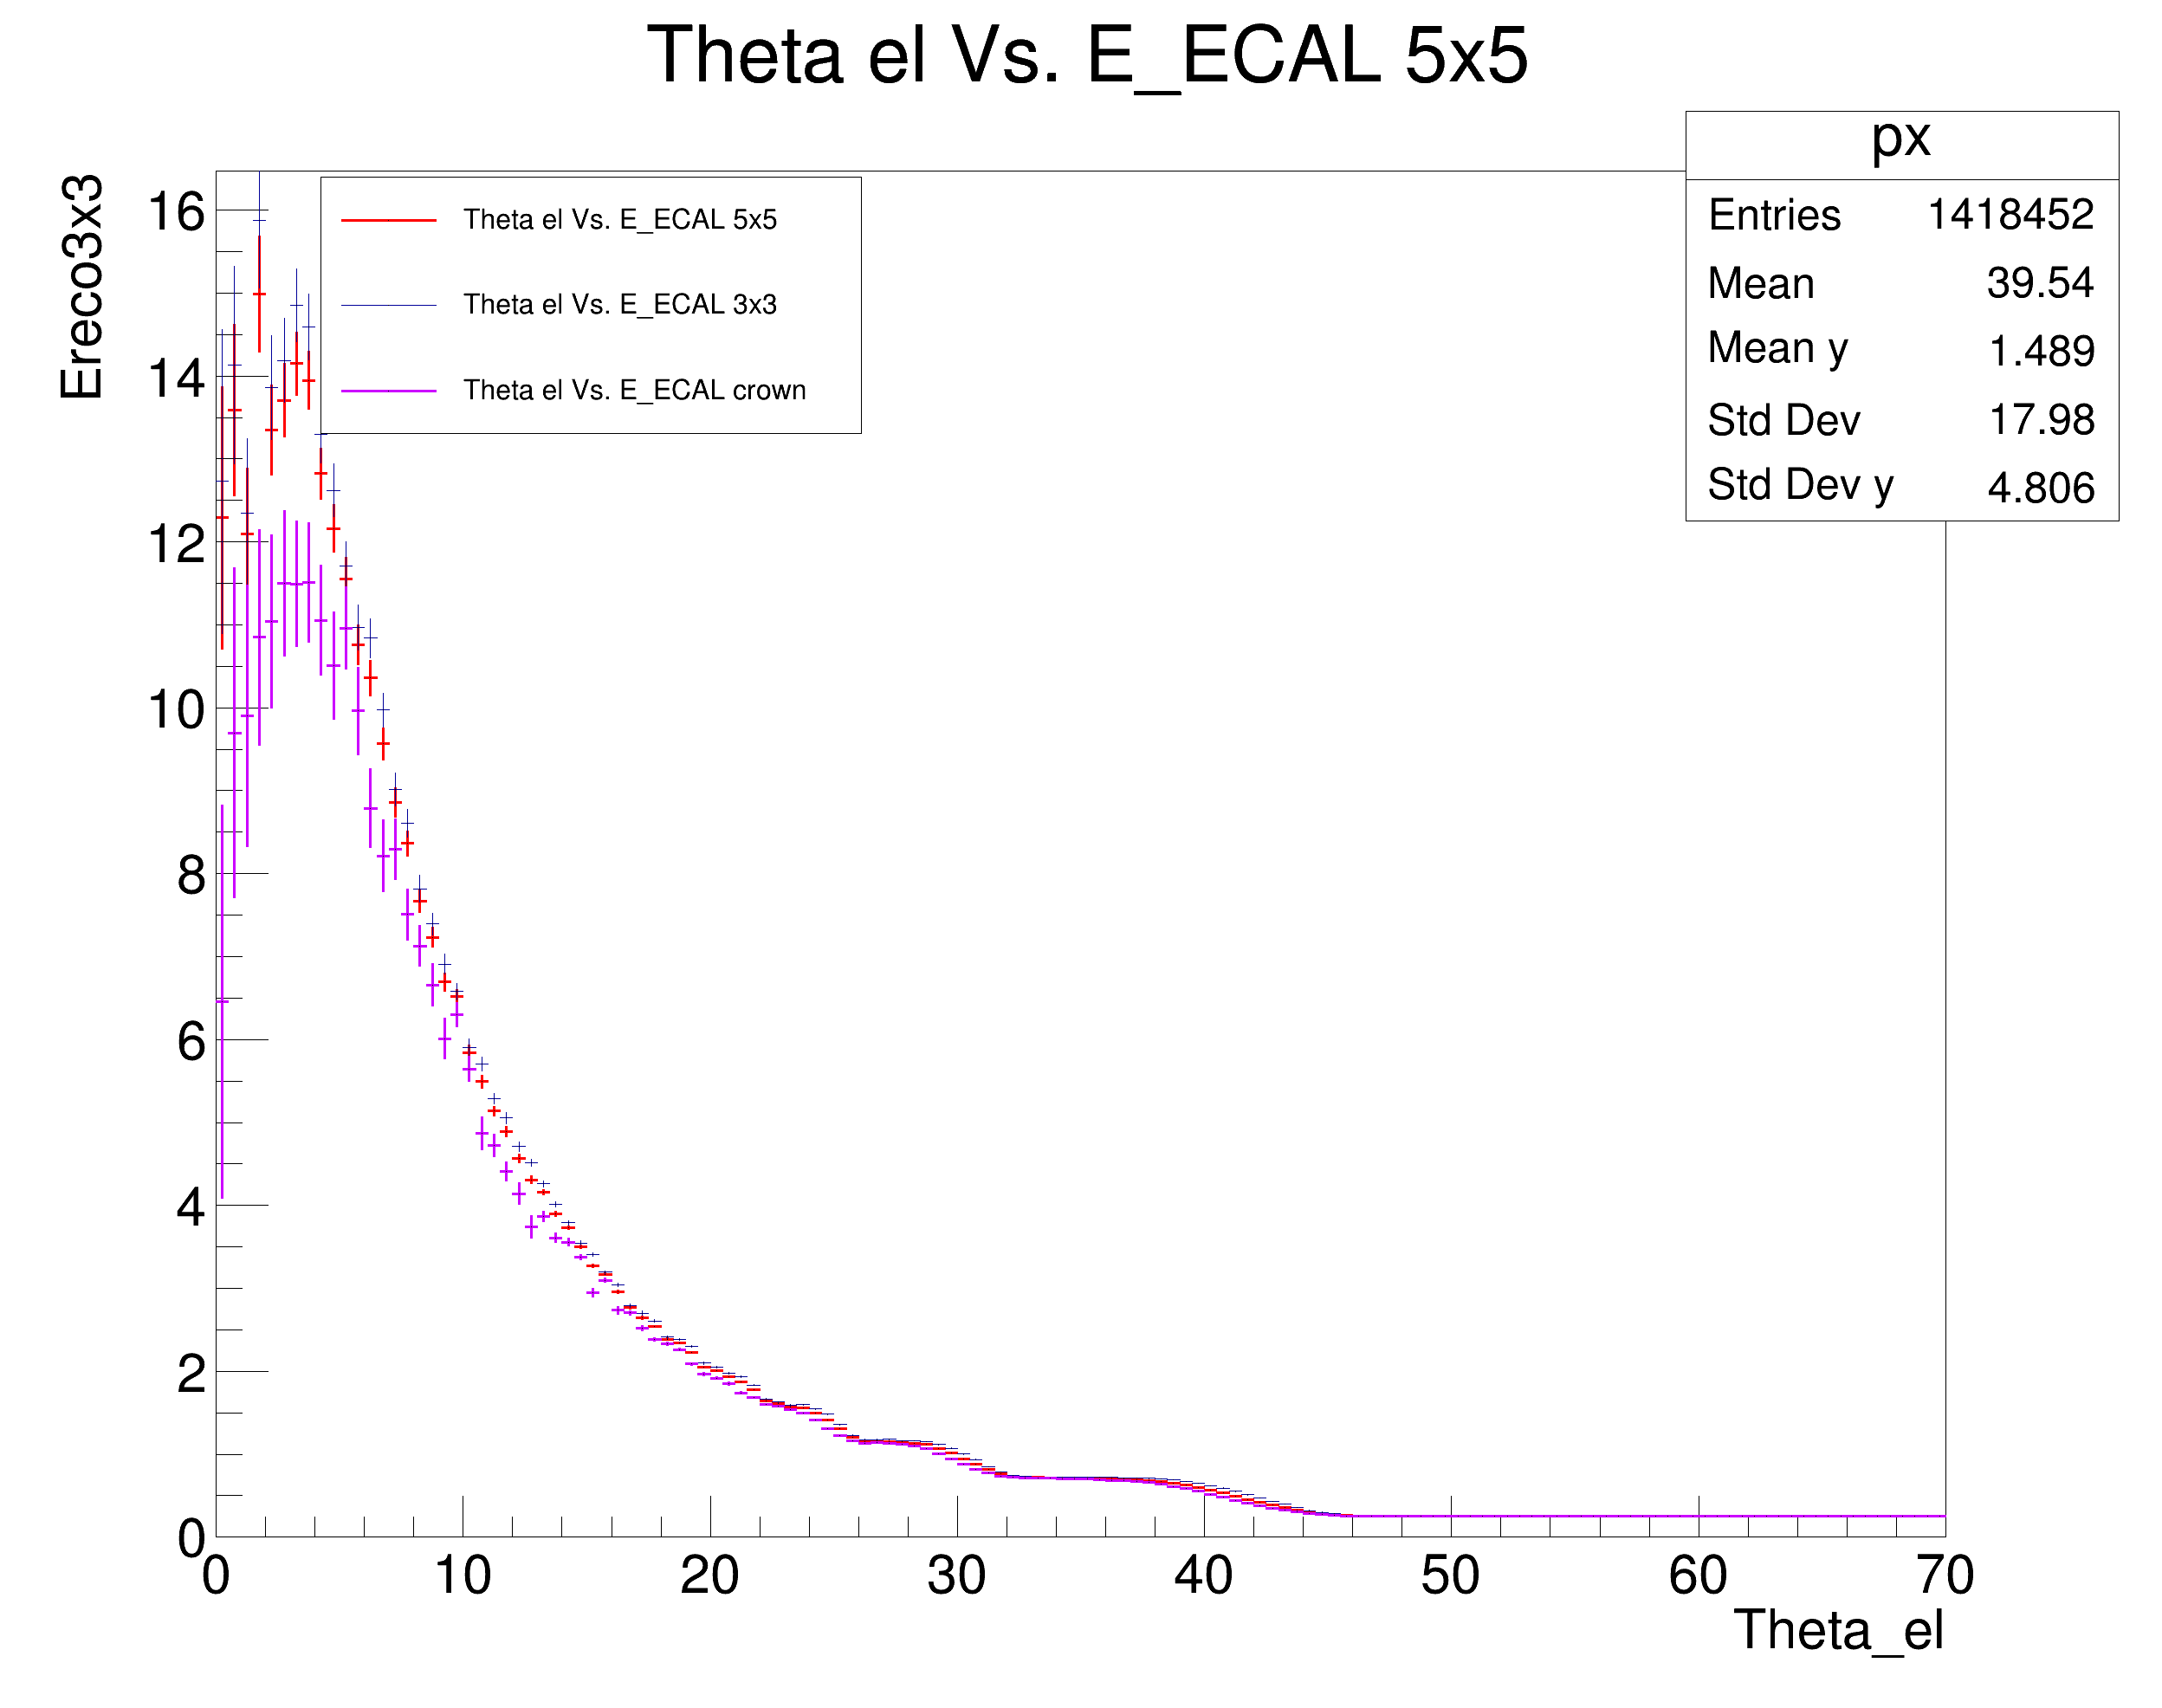 Theta el Vs. E_ECAL 5x5
px
Entries 1418452
Mean 39.54
Mean y 1.489
Std Dev 17.98
Std Dev y 4.806
Ereco3x3
Theta el Vs. E_ECAL 5x5
Theta el Vs. E_ECAL 3x3
Theta el Vs. E_ECAL crown
16
14
12
10
8
6
4
2
0
0 10 20 30 40 50 60 70
Theta_el